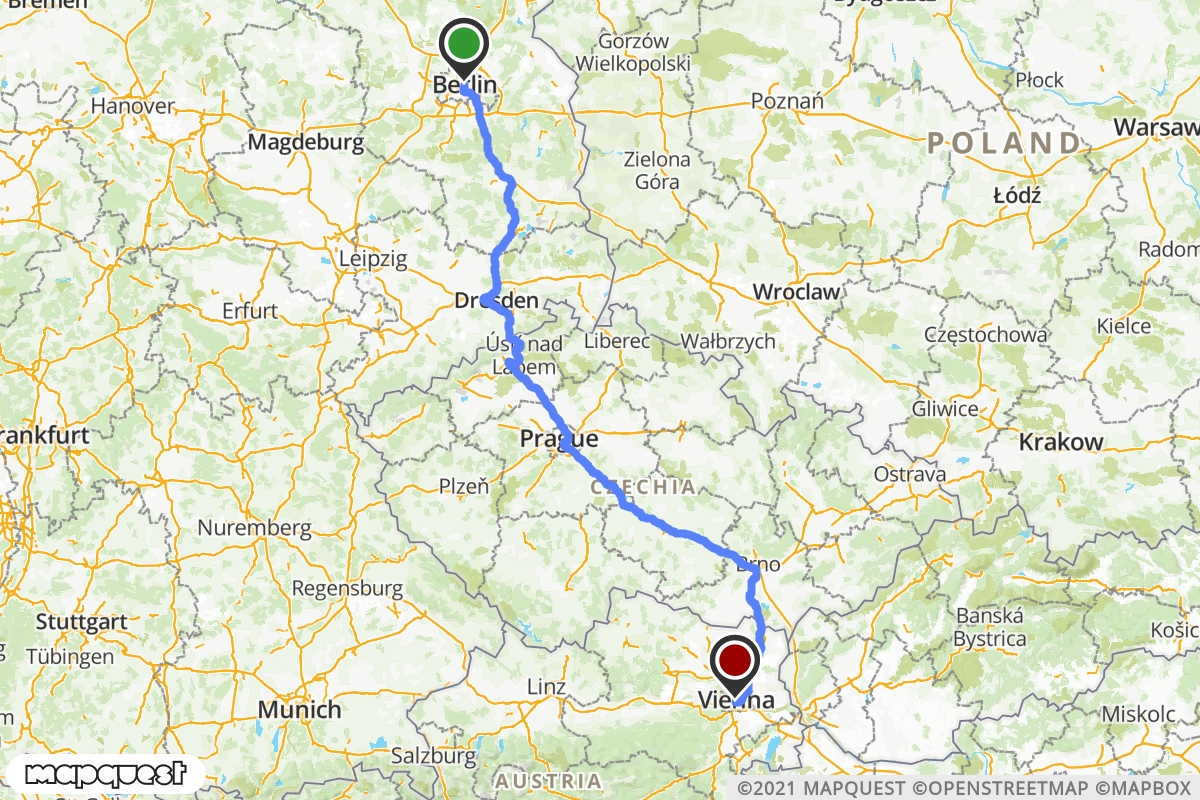 Bremen
Bydgoszcz
Gorzów
Wielkopolski
Płock
Berlin
Hanover
Poznań
Magdeburg
Warsaw
POLAND
Zielona
Góra
Łódź
Leipzig
Radom
Dresden
Wroclaw
Erfurt
Częstochowa
Kielce
Ústí nad
Labem
Liberec
Wałbrzych
Gliwice
rankfurt
Prague
Krakow
Ostrava
Plzeň
CZECHIA
Nuremberg
Brno
Regensburg
Banská
Bystrica
Stuttgart
Košic
Tübingen
Linz
Vienna
Munich
Miskolc
Salzburg
mapquest
AUSTRIA
©2021 MAPQUEST ©OPENSTREETMAP ©MAPBOX